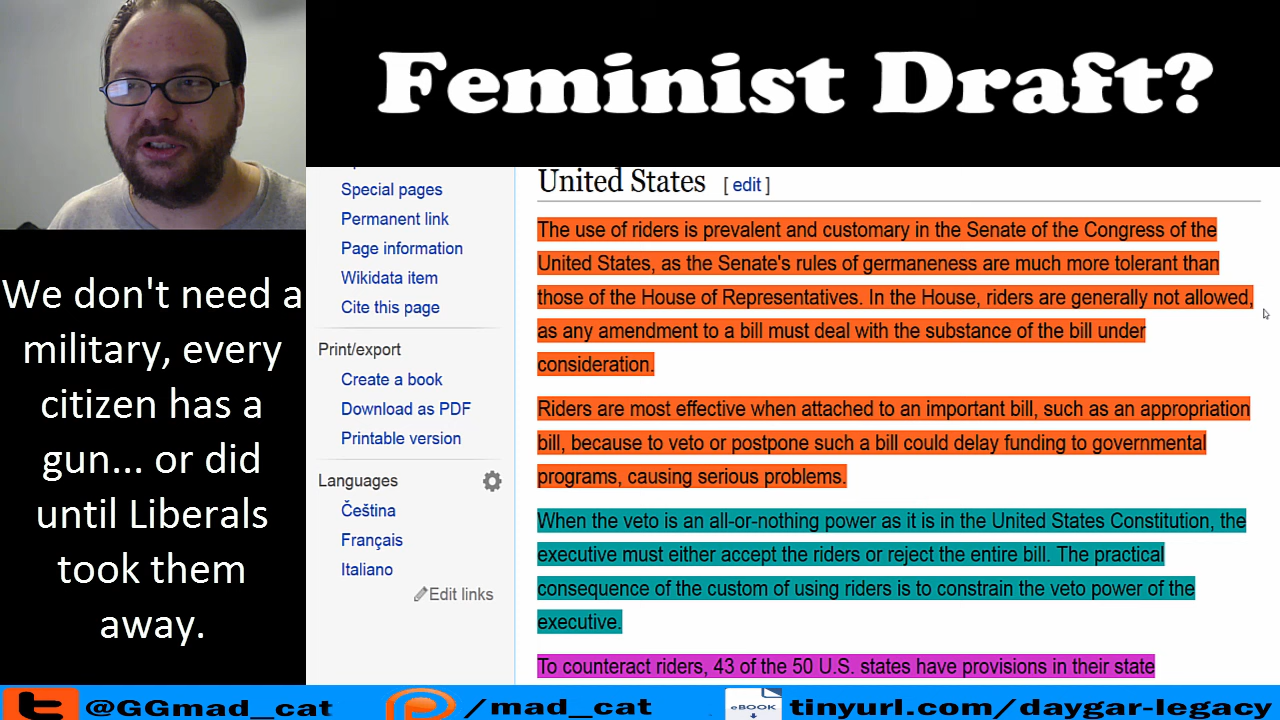 Feminist Draft?
We don't need a
military, every
citizen has a
gun... or did
until Liberals
took them
away.
Special pages
Permanent link
Page information
Wikidata item
Cite this page
Print/export
Create a book
Download as PDF
Printable version
Languages
Čeština
Français
Italiano
Edit links
United States [ edit ]
The use of riders is prevalent and customary in the Senate of the Congress of the
United States, as the Senate's rules of germaneness are much more tolerant than
those of the House of Representatives. In the House, riders are generally not allowed,
as any amendment to a bill must deal with the substance of the bill under
consideration.
Riders are most effective when attached to an important bill, such as an appropriation
bill, because to veto or postpone such a bill could delay funding to governmental
programs, causing serious problems.
When the veto is an all-or-nothing power as it is in the United States Constitution, the
executive must either accept the riders or reject the entire bill. The practical
consequence of the custom of using riders is to constrain the veto power of the
executive.
To counteract riders, 43 of the 50 U.S. states have provisions in their state
@GGmad_cat
/mad_cat
eBOOK
tinyurl.com/daygar-legacy